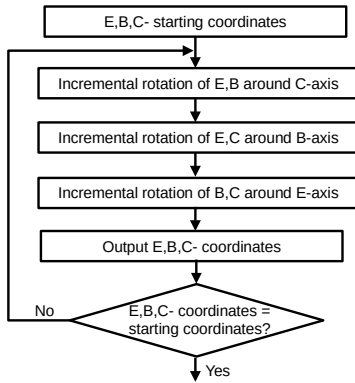 E,B,C- starting coordinates
Incremental rotation of E,B around C-axis
Incremental rotation of E,C around B-axis
Incremental rotation of B,C around E-axis
Output E,B,C- coordinates
No
E,B,C- coordinates =
starting coordinates?
Yes